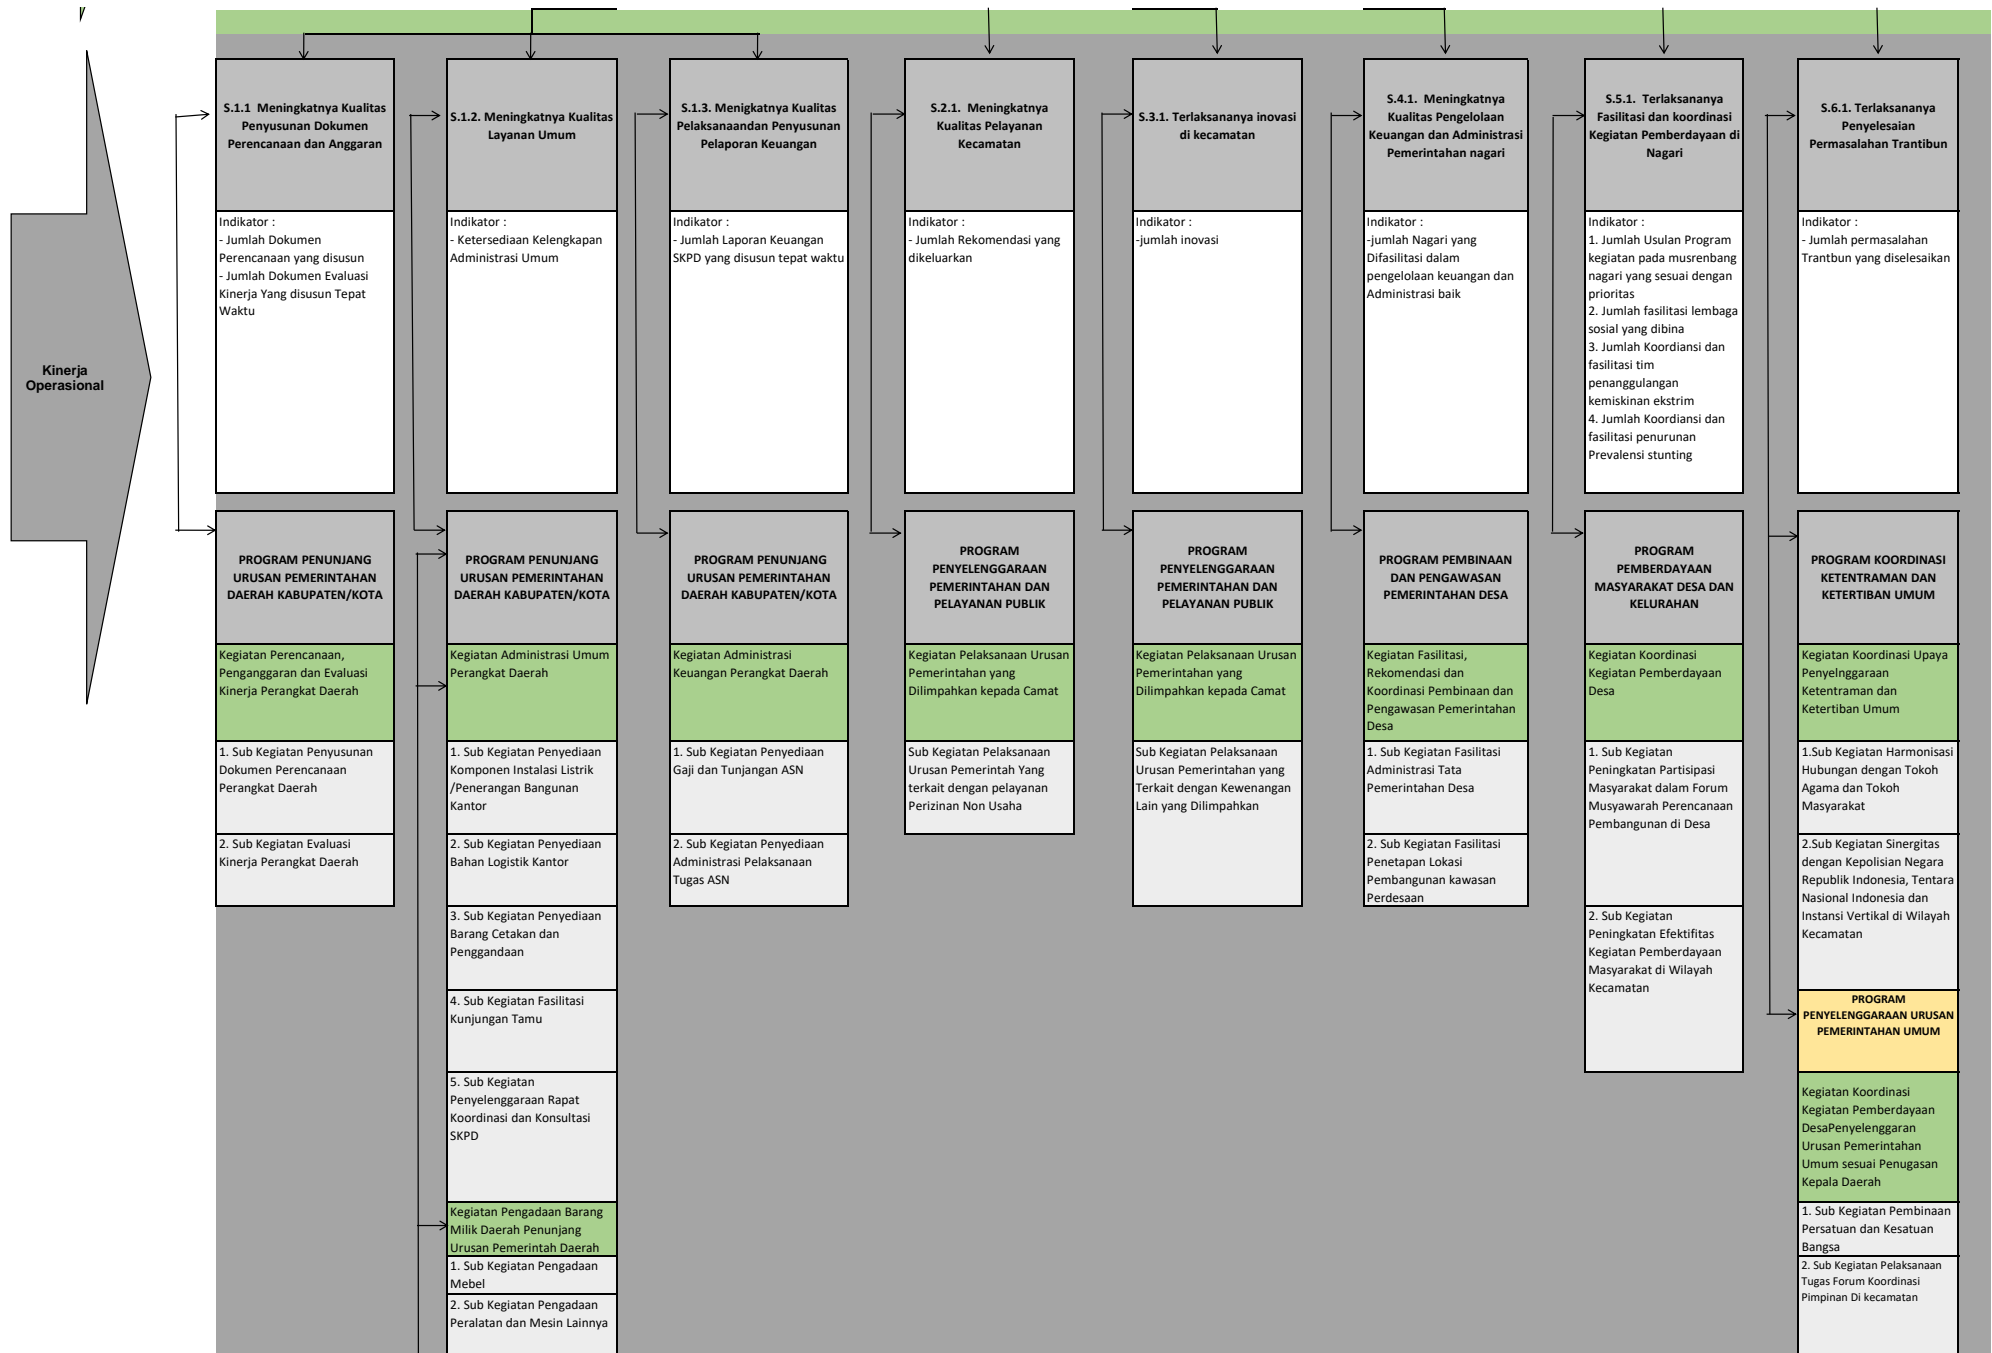 Kinerja
Operasional
S.1.1 Meningkatnya Kualitas
Penyusunan Dokumen
Perencanaan dan Anggaran
Indikator :
- Jumlah Dokumen
Perencanaan yang disusun
- Jumlah Dokumen Evaluasi
Kinerja Yang disusun Tepat
Waktu
PROGRAM PENUNJANG
URUSAN PEMERINTAHAN
DAERAH KABUPATEN/KOTA
Kegiatan Perencanaan,
Penganggaran dan Evaluasi
Kinerja Perangkat Daerah
1. Sub Kegiatan Penyusunan
Dokumen Perencanaan
Perangkat Daerah
2. Sub Kegiatan Evaluasi
Kinerja Perangkat Daerah
S.1.2. Meningkatnya Kualitas
Layanan Umum
Indikator :
- Ketersediaan Kelengkapan
Administrasi Umum
PROGRAM PENUNJANG
URUSAN PEMERINTAHAN
DAERAH KABUPATEN/KOTA
Kegiatan Administrasi Umum
Perangkat Daerah
1. Sub Kegiatan Penyediaan
Komponen Instalasi Listrik
/Penerangan Bangunan
Kantor
2. Sub Kegiatan Penyediaan
Bahan Logistik Kantor
3. Sub Kegiatan Penyediaan
Barang Cetakan dan
Penggandaan
4. Sub Kegiatan Fasilitasi
Kunjungan Tamu
5. Sub Kegiatan
Penyelenggaraan Rapat
Koordinasi dan Konsultasi
SKPD
Kegiatan Pengadaan Barang
Milik Daerah Penunjang
Urusan Pemerintah Daerah
1. Sub Kegiatan Pengadaan
Mebel
2. Sub Kegiatan Pengadaan
Peralatan dan Mesin Lainnya
S.1.3. Menigkatnya Kualitas
Pelaksanaandan Penyusunan
Pelaporan Keuangan
Indikator :
- Jumlah Laporan Keuangan
SKPD yang disusun tepat waktu
PROGRAM PENUNJANG
URUSAN PEMERINTAHAN
DAERAH KABUPATEN/KOTA
Kegiatan Administrasi
Keuangan Perangkat Daerah
1. Sub Kegiatan Penyediaan
Gaji dan Tunjangan ASN
2. Sub Kegiatan Penyediaan
Administrasi Pelaksanaan
Tugas ASN
S.2.1. Meningkatnya
Kualitas Pelayanan
Kecamatan
Indikator :
- Jumlah Rekomendasi yang
dikeluarkan
PROGRAM
PENYELENGGARAAN
PEMERINTAHAN DAN
PELAYANAN PUBLIK
Kegiatan Pelaksanaan Urusan
Pemerintahan yang
Dilimpahkan kepada Camat
Sub Kegiatan Pelaksanaan
Urusan Pemerintah Yang
terkait dengan pelayanan
Perizinan Non Usaha
S.3.1. Terlaksananya inovasi
di kecamatan
Indikator :
-jumlah inovasi
PROGRAM
PENYELENGGARAAN
PEMERINTAHAN DAN
PELAYANAN PUBLIK
Kegiatan Pelaksanaan Urusan
Pemerintahan yang
Dilimpahkan kepada Camat
Sub Kegiatan Pelaksanaan
Urusan Pemerintahan yang
Terkait dengan Kewenangan
Lain yang Dilimpahkan
S.4.1. Meningkatnya
Kualitas Pengelolaan
Keuangan dan Administrasi
Pemerintahan nagari
Indikator :
-jumlah Nagari yang
Difasilitasi dalam
pengelolaan keuangan dan
Administrasi baik
PROGRAM PEMBINAAN
DAN PENGAWASAN
PEMERINTAHAN DESA
Kegiatan Fasilitasi,
Rekomendasi dan
Koordinasi Pembinaan dan
Pengawasan Pemerintahan
Desa
1. Sub Kegiatan Fasilitasi
Administrasi Tata
Pemerintahan Desa
2. Sub Kegiatan Fasilitasi
Penetapan Lokasi
Pembangunan kawasan
Perdesaan
S.5.1. Terlaksananya
Fasilitasi dan koordinasi
Kegiatan Pemberdayaan di
Nagari
Indikator :
1. Jumlah Usulan Program
kegiatan pada musrenbang
nagari yang sesuai dengan
prioritas
2. Jumlah fasilitasi lembaga
sosial yang dibina
3. Jumlah Koordiansi dan
fasilitasi tim
penanggulangan
kemiskinan ekstrim
4. Jumlah Koordiansi dan
fasilitasi penurunan
Prevalensi stunting
PROGRAM
PEMBERDAYAAN
MASYARAKAT DESA DAN
KELURAHAN
Kegiatan Koordinasi
Kegiatan Pemberdayaan
Desa
1. Sub Kegiatan
Peningkatan Partisipasi
Masyarakat dalam Forum
Musyawarah Perencanaan
Pembangunan di Desa
2. Sub Kegiatan
Peningkatan Efektifitas
Kegiatan Pemberdayaan
Masyarakat di Wilayah
Kecamatan
S.6.1. Terlaksananya
Penyelesaian
Permasalahan Trantibun
Indikator :
- Jumlah permasalahan
Trantbun yang diselesaikan
PROGRAM KOORDINASI
KETENTRAMAN DAN
KETERTIBAN UMUM
Kegiatan Koordinasi Upaya
Penyelnggaraan
Ketentraman dan
Ketertiban Umum
1.Sub Kegiatan Harmonisasi
Hubungan dengan Tokoh
Agama dan Tokoh
Masyarakat
2.Sub Kegiatan Sinergitas
dengan Kepolisian Negara
Republik Indonesia, Tentara
Nasional Indonesia dan
Instansi Vertikal di Wilayah
Kecamatan
PROGRAM
PENYELENGGARAAN URUSAN
PEMERINTAHAN UMUM
Kegiatan Koordinasi
Kegiatan Pemberdayaan
DesaPenyelenggaran
Urusan Pemerintahan
Umum sesuai Penugasan
Kepala Daerah
1. Sub Kegiatan Pembinaan
Persatuan dan Kesatuan
Bangsa
2. Sub Kegiatan Pelaksanaan
Tugas Forum Koordinasi
Pimpinan Di kecamatan